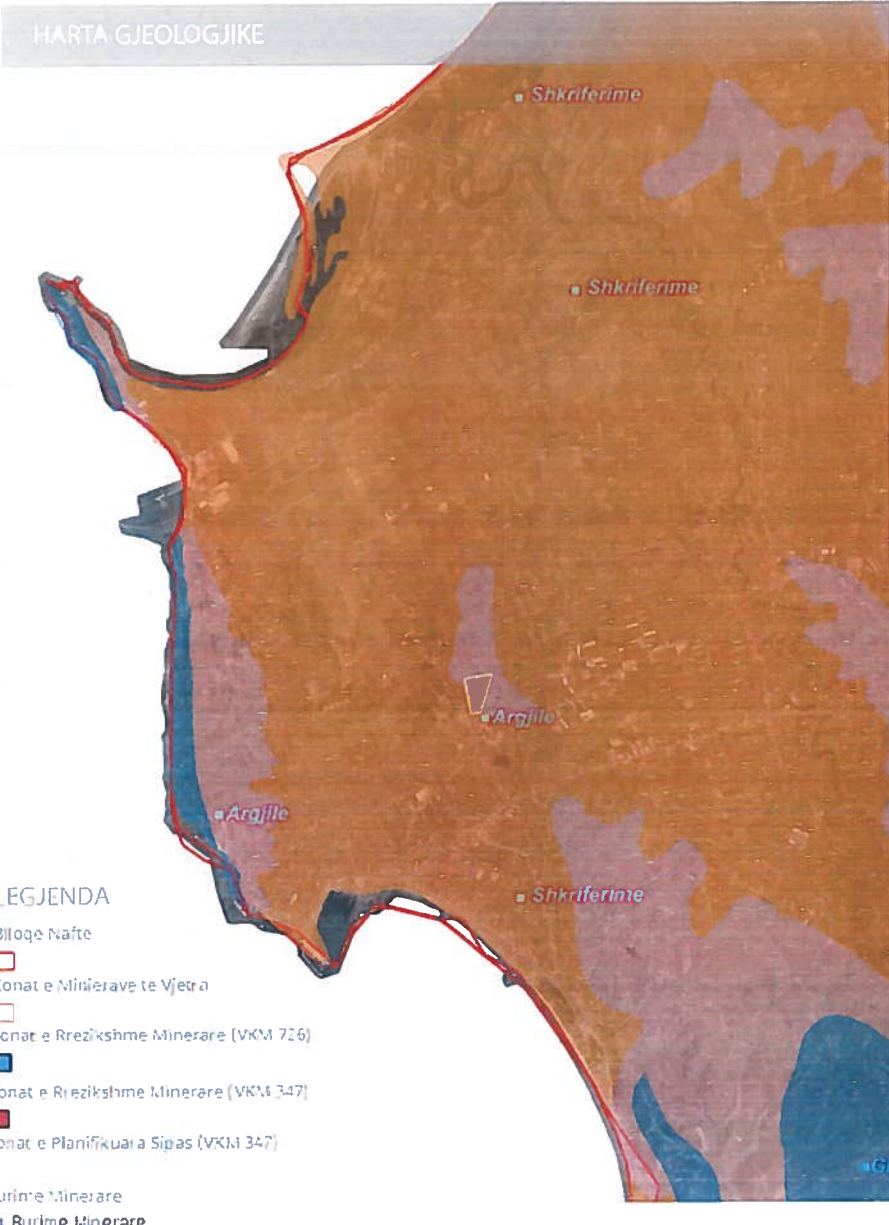 HARTA GJEOLOGJIKE
Shkriferime
Shkriferime
Argjile
Argjile
Shkriferime
G
LEGJENDA
Blloqe Nafte
Zonat e Minierave te Vjetra
onat e Rrezikshme Minerare (VKM 726)
onat e Rrezikshme Minerare (VKM 347)
onat e Planifikuara Sipas (VKM 347)
urime Minerare
Burime Minerare